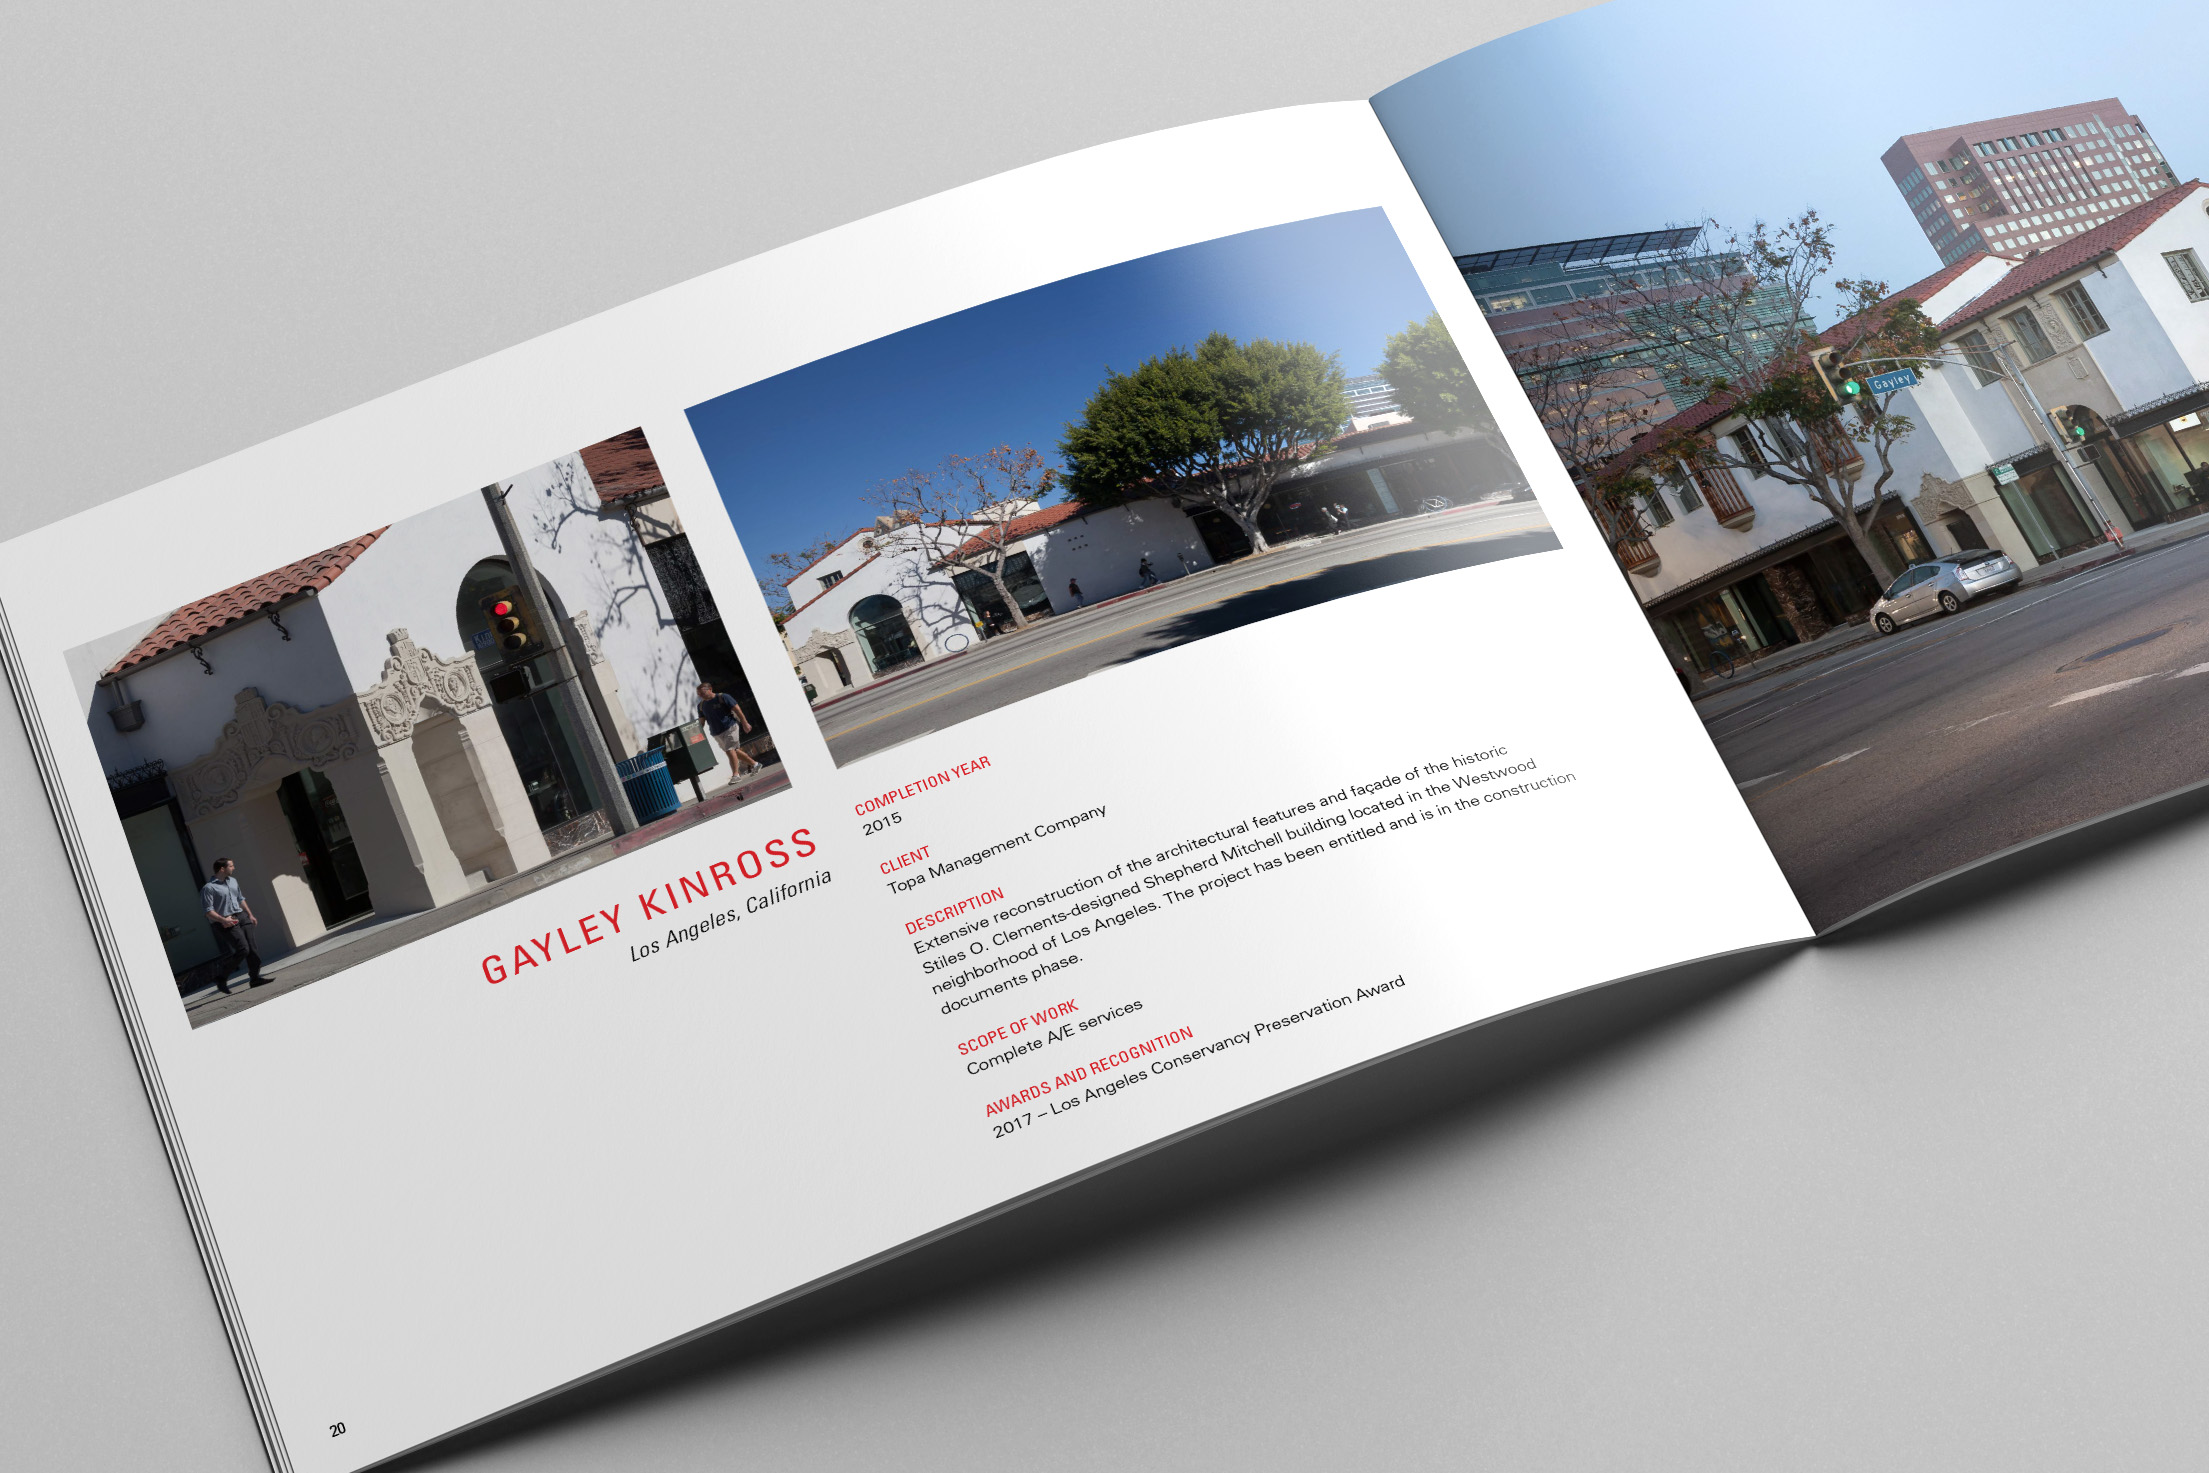 GAYLEY KINROSS
Los Angeles, California
COMPLETION YEAR
2015
CLIENT
Topa Management Company
DESCRIPTION
Extensive reconstruction of the architectural features and façade of the historic
Stiles O. Clements-designed Shepherd Mitchell building located in the Westwood
neighborhood of Los Angeles. The project has been entitled and is in the construction
documents phase.
SCOPE OF WORK
Complete A/E services
AWARDS AND RECOGNITION
2017 – Los Angeles Conservancy Preservation Award
20
Gayley